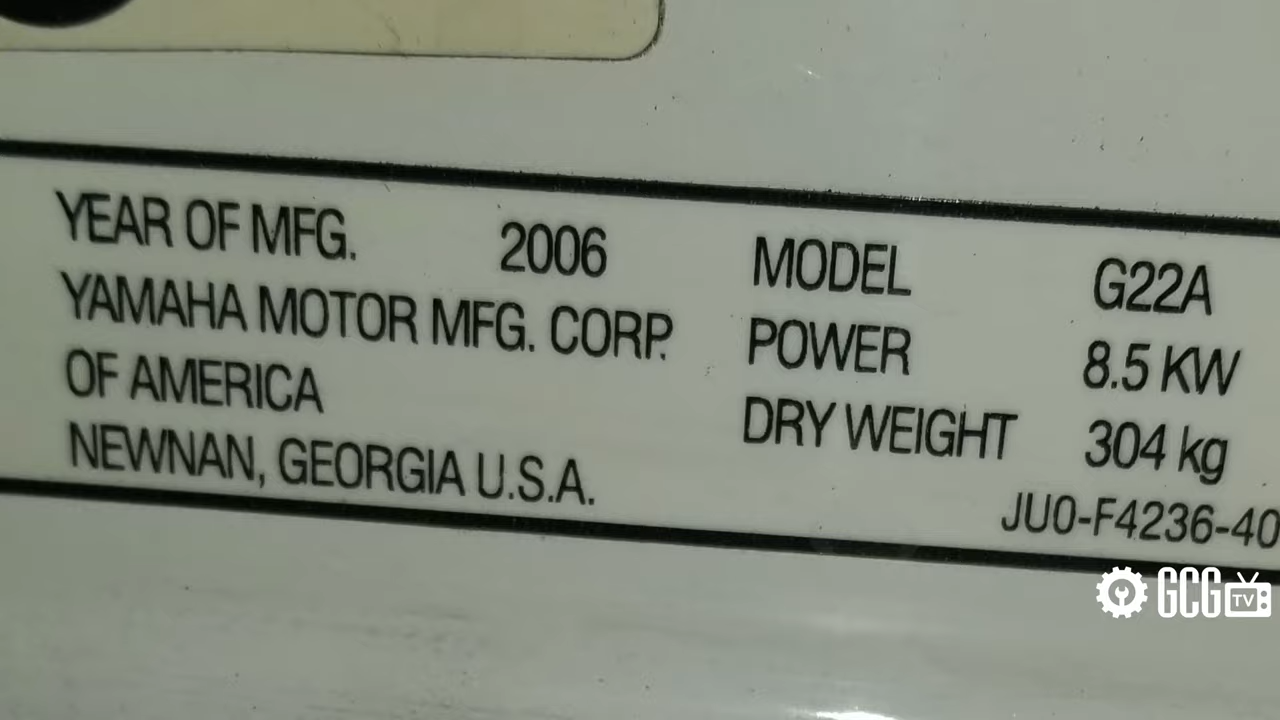 YEAR OF MFG. 2006
YAMAHA MOTOR MFG. CORP.
OF AMERICA
NEWNAN, GEORGIA U.S.A.
MODEL G22A
POWER 8.5 KW
DRY WEIGHT 304 kg
JU0-F4236-40
GCG TV